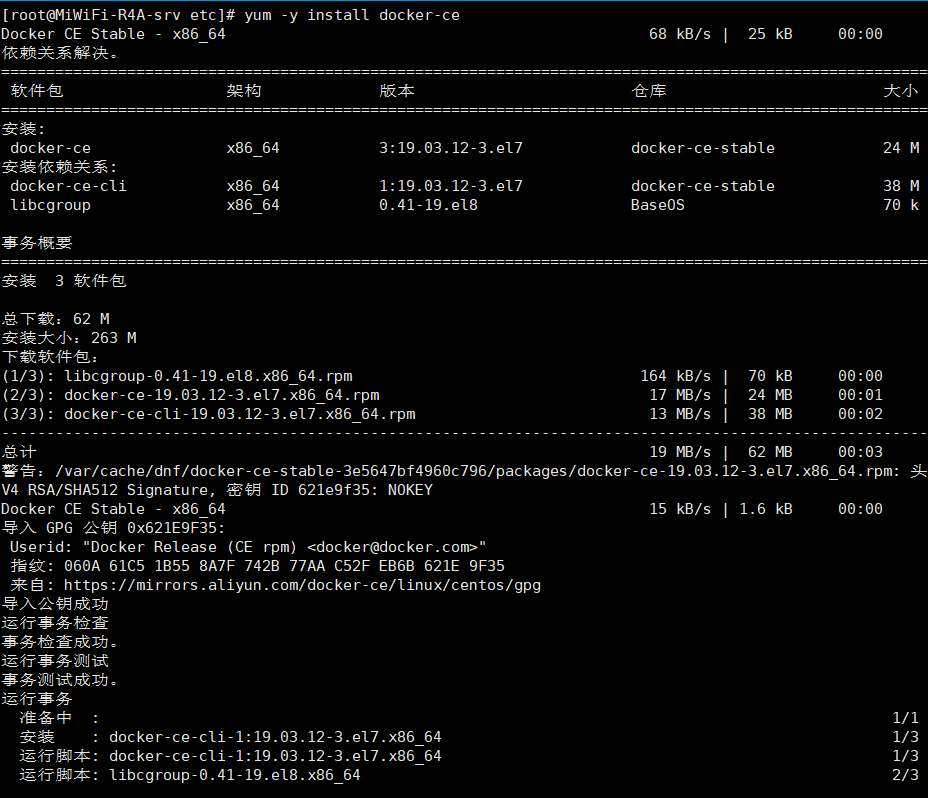 [root@MiWiFi-R4A-srv etc]# yum -y install docker-ce
Docker CE Stable - x86_64 68 kB/s | 25 kB 00:00
依赖关系解决。
================================================================================
软件包 架构 版本 仓库 大小
================================================================================
安装:
docker-ce x86_64 3:19.03.12-3.el7 docker-ce-stable 24 M
安装依赖关系:
docker-ce-cli x86_64 1:19.03.12-3.el7 docker-ce-stable 38 M
libcgroup x86_64 0.41-19.el8 BaseOS 70 k
事务概要
================================================================================
安装 3 软件包
总下载：62 M
安装大小：263 M
下载软件包：
(1/3): libcgroup-0.41-19.el8.x86_64.rpm 164 kB/s | 70 kB 00:00
(2/3): docker-ce-19.03.12-3.el7.x86_64.rpm 17 MB/s | 24 MB 00:01
(3/3): docker-ce-cli-19.03.12-3.el7.x86_64.rpm 13 MB/s | 38 MB 00:02
--------------------------------------------------------------------------------
总计 19 MB/s | 62 MB 00:03
警告：/var/cache/dnf/docker-ce-stable-3e5647bf4960c796/packages/docker-ce-19.03.12-3.el7.x86_64.rpm: 头
V4 RSA/SHA512 Signature, 密钥 ID 621e9f35: NOKEY
Docker CE Stable - x86_64 15 kB/s | 1.6 kB 00:00
导入 GPG 公钥 0x621E9F35:
Userid: "Docker Release (CE rpm) <docker@docker.com>"
指纹: 060A 61C5 1B55 8A7F 742B 77AA C52F EB6B 621E 9F35
来自: https://mirrors.aliyun.com/docker-ce/linux/centos/gpg
导入公钥成功
运行事务检查
事务检查成功。
运行事务测试
事务测试成功。
运行事务
准备中 : 1/1
安装 : docker-ce-cli-1:19.03.12-3.el7.x86_64 1/3
运行脚本: docker-ce-cli-1:19.03.12-3.el7.x86_64 1/3
运行脚本: libcgroup-0.41-19.el8.x86_64 2/3